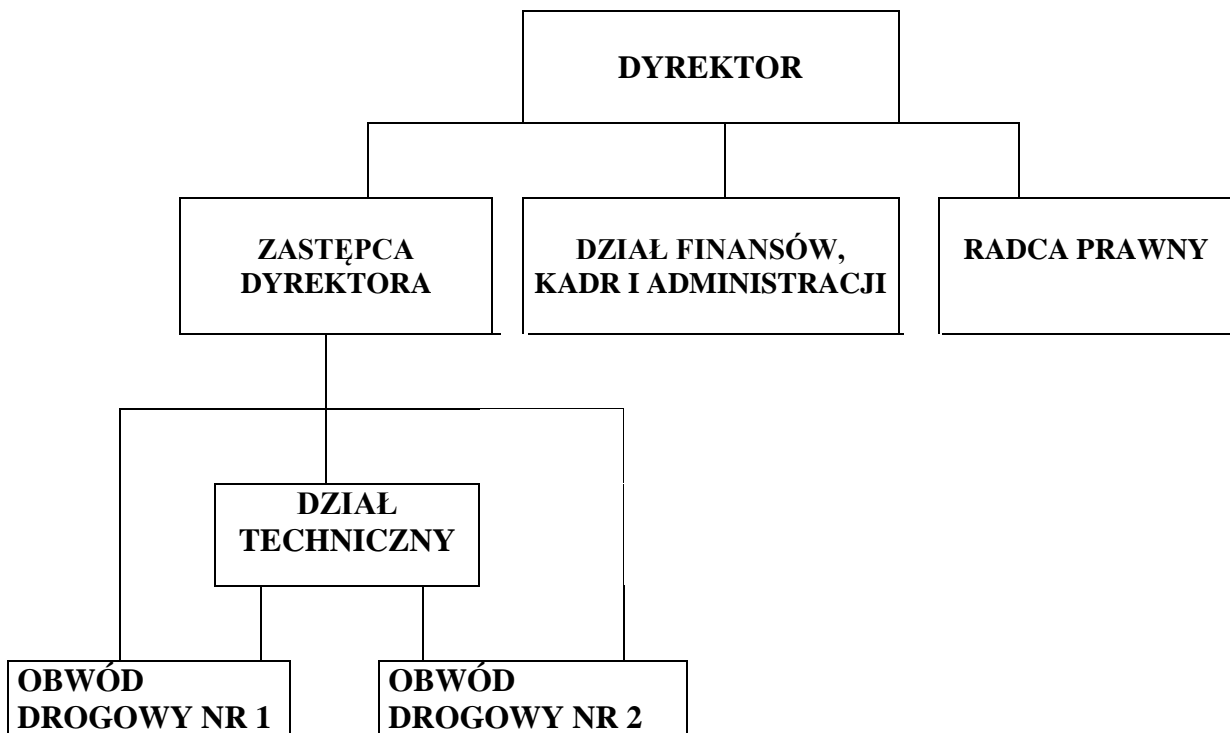 DYREKTOR
ZASTĘPCA
DYREKTORA
DZIAŁ FINANSÓW,
KADR I ADMINISTRACJI
RADCA PRAWNY
DZIAŁ
TECHNICZNY
OBWÓD
DROGOWY NR 1
OBWÓD
DROGOWY NR 2